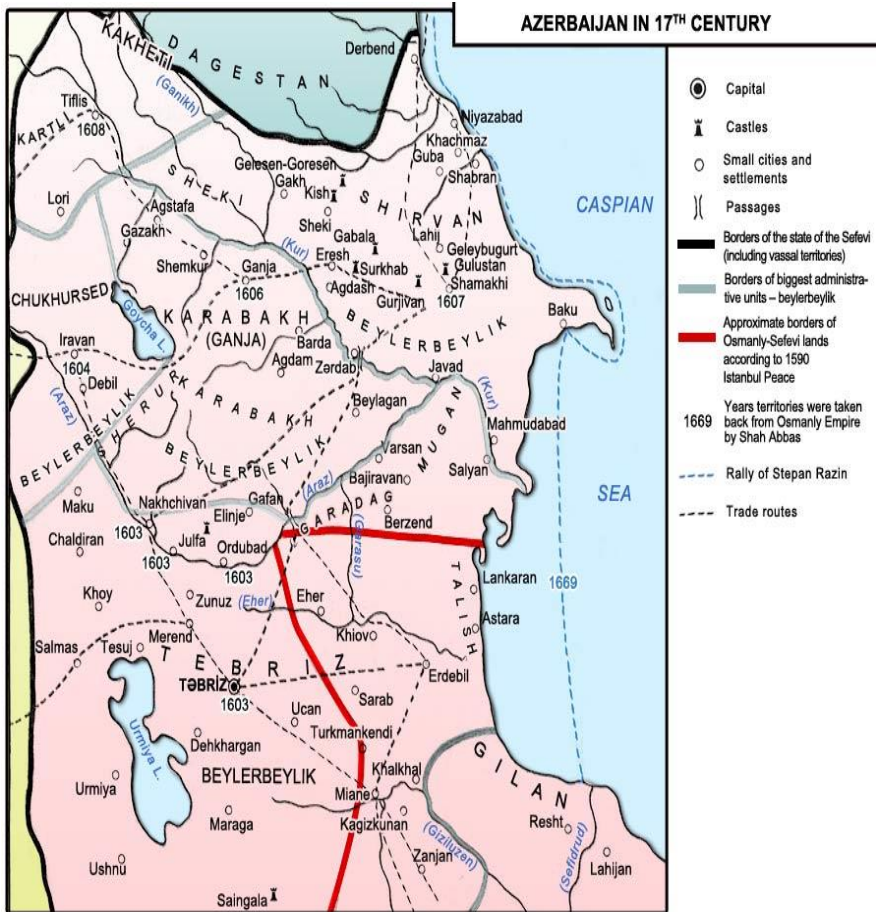 AZERBAIJAN IN 17TH CENTURY
Capital
Castles
Small cities and
settlements
Passages
Borders of the state of the Sefevi
(including vassal territories)
Borders of biggest administra-
tive units – beylerbeylik
Approximate borders of
Osmanly-Sefevi lands
according to 1590
Istanbul Peace
1669
Years territories were taken
back from Osmanly Empire
by Shah Abbas
Rally of Stepan Razin
Trade routes
KAKHETI
DAGESTAN
Derbend
(Ganikh)
Tiflis
1608
KARTLI
Niyazabad
Khachmaz
Guba
Shabran
Gelesen-Goresen
Gakh
Kish
Sheki
SHEKI
SHIRVAN
CASPIAN
Lori
Agstafa
Gazakh
(Kur)
Gabala
Lahij
Geleybugurt
Gulustan
Shemkur
Ganja
1606
Eresh
Surkhab
Agdash
Gurjivan
Shamakhi
1607
CHUKHURSED
Goycha L.
KARABAKH
(GANJA)
BEYLERBEYLIK
Baku
Iravan
1604
Debil
Barda
Agdam
Zerdab
Javad
(Kur)
(Araz)
SHERUR
KARABAKH
Beylagan
Mahmudabad
BEYLERBEYLIK
BEYLERBEYLIK
Varsan
MUGAN
Salyan
Bajiravan
(Araz)
SEA
Maku
Nakhchivan
Gafan
Elinje
GARADAG
Berzend
1603
Chaldiran
Julfa
Ordubad
1603
(Garasu)
Lankaran
1669
TALISH
Khoy
Zunuz
(Eher)
Eher
Astara
Salmas
Tesuj
Merend
Khiov
TEBRIZ
Erdebil
TƏBRİZ
1603
Sarab
Ucan
Urmiya L.
Dehkhargan
Turkmankendi
Urmiya
BEYLERBEYLIK
Khalkhal
GILAN
Miane
Maraga
Kagizkunan
Resht
(Giziluzen)
(Sefidrud)
Ushnu
Zanjan
Lahijan
Saingala